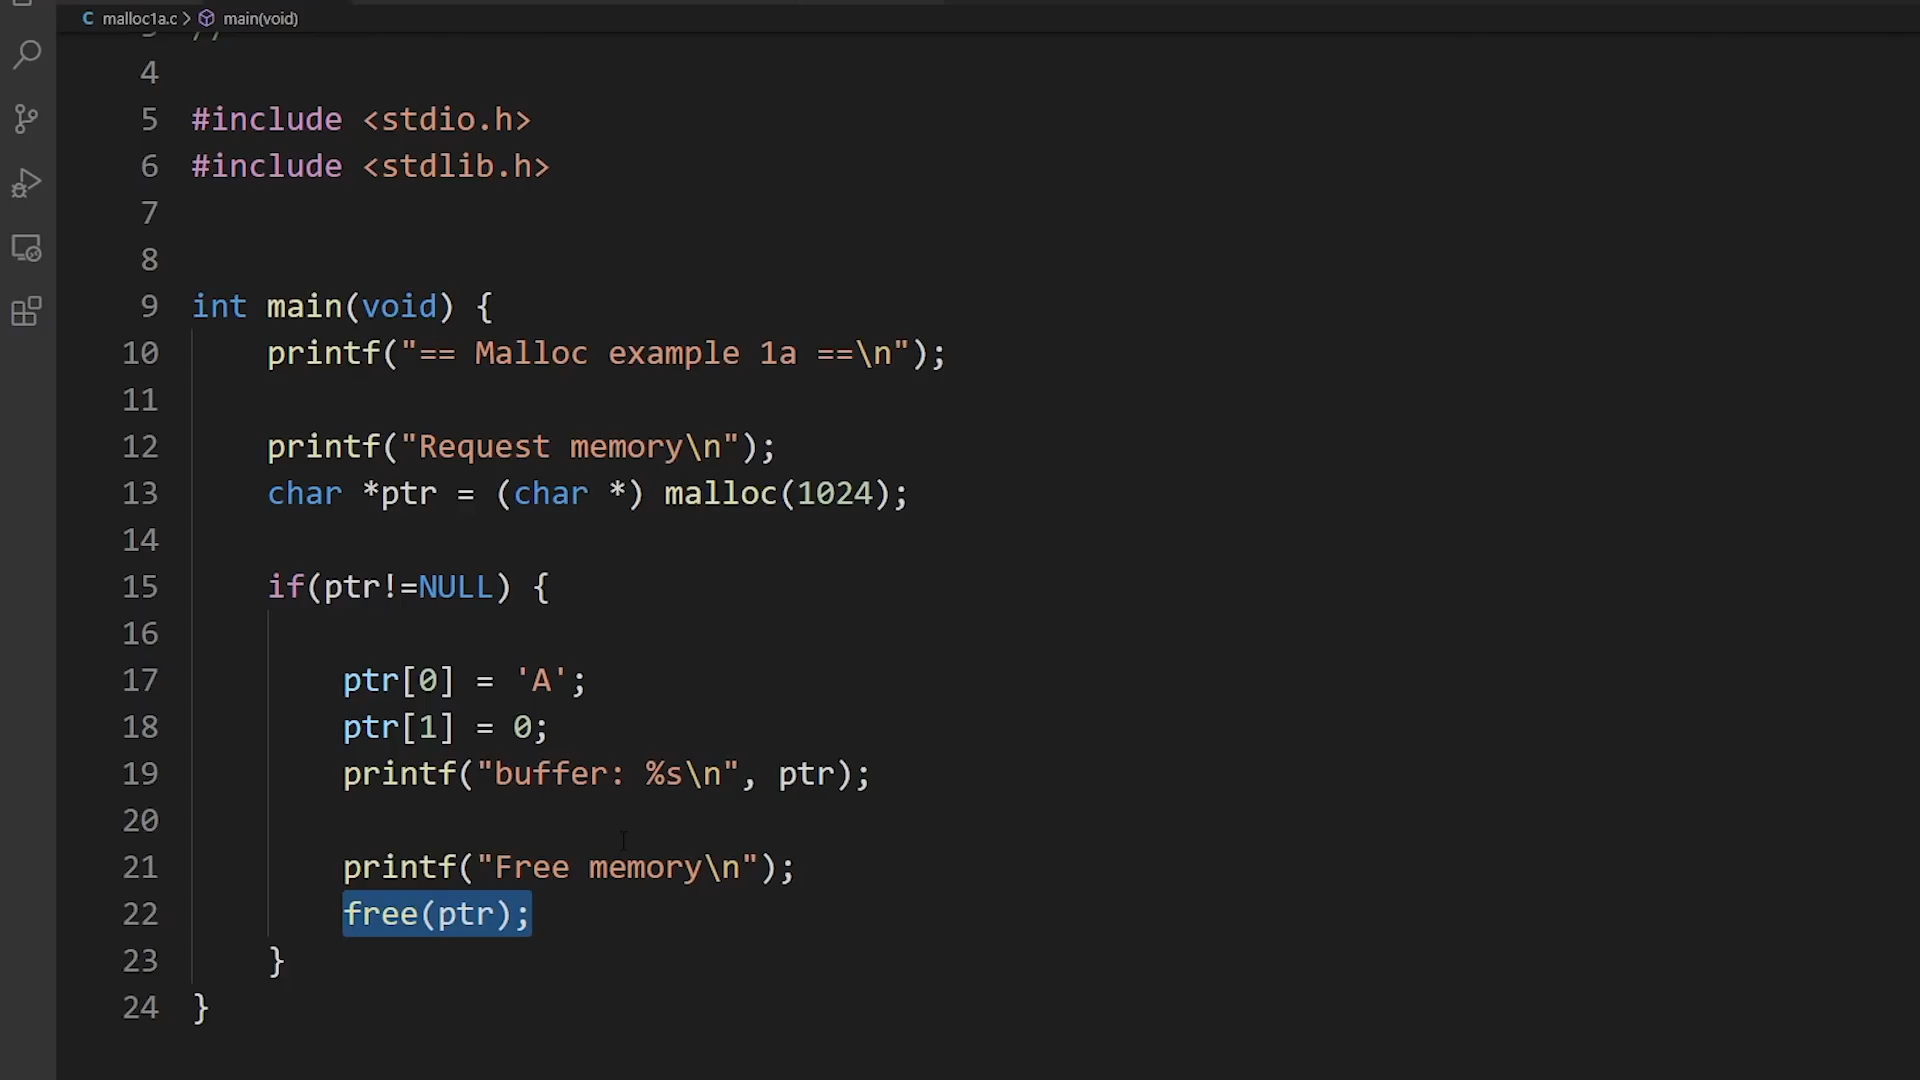 malloc1a.c > main(void)
4
5 #include <stdio.h>
6 #include <stdlib.h>
7
8
9 int main(void) {
10     printf("== Malloc example 1a ==\n");
11
12     printf("Request memory\n");
13     char *ptr = (char *) malloc(1024);
14
15     if(ptr!=NULL) {
16
17         ptr[0] = 'A';
18         ptr[1] = 0;
19         printf("buffer: %s\n", ptr);
20
21         printf("Free memory\n");
22         free(ptr);
23     }
24 }